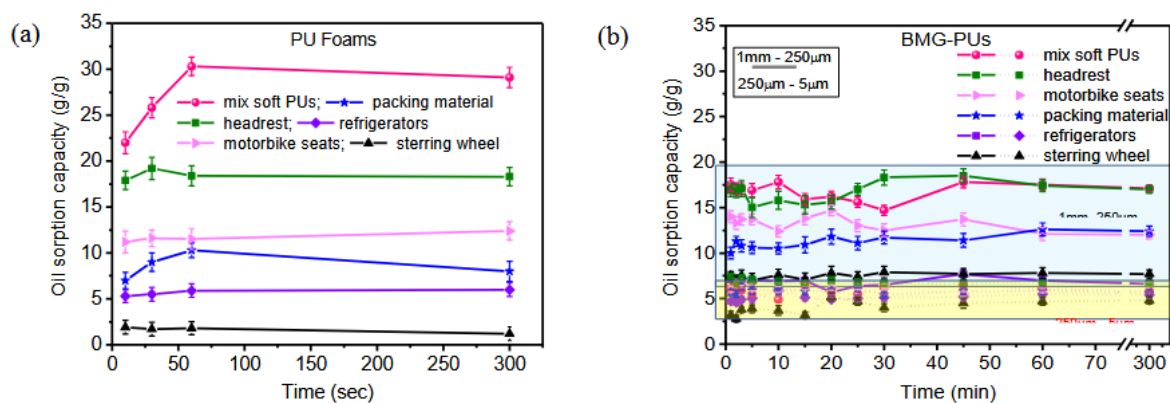 (a)
PU Foams
mix soft PUs;
packing material
headrest;
refrigerators
motorbike seats;
sterring wheel
Oil sorption capacity (g/g)
35
30
25
20
15
10
5
0
0
50
100
150
200
250
300
Time (sec)
(b)
BMG-PUs
1mm - 250µm
250µm - 5µm
mix soft PUs
headrest
motorbike seats
packing material
refrigerators
sterring wheel
1mm 250µm
250µm 5µm
Oil sorption capacity (g/g)
35
30
25
20
15
10
5
0
0
10
20
30
40
50
60
70
300
Time (min)